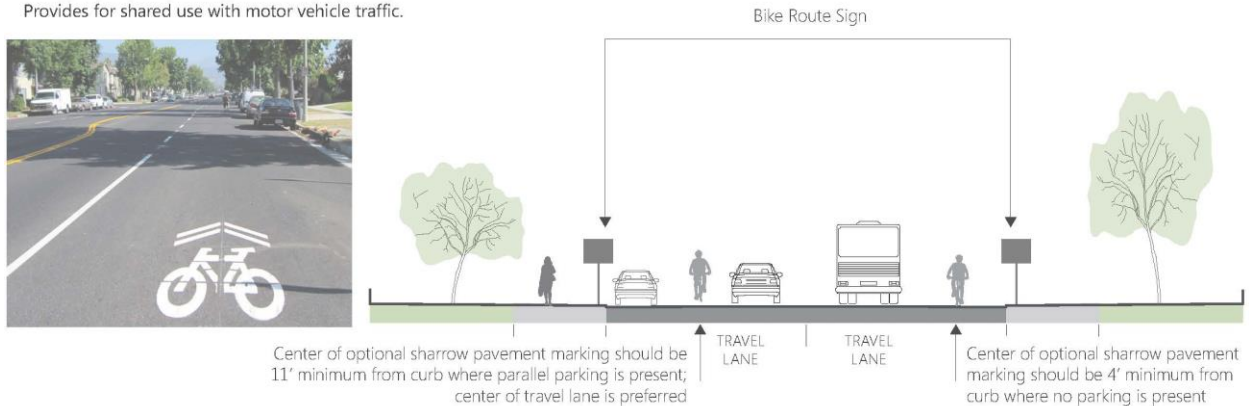 Provides for shared use with motor vehicle traffic.
Bike Route Sign
TRAVEL
LANE
TRAVEL
LANE
Center of optional sharrow pavement marking should be
11' minimum from curb where parallel parking is present;
center of travel lane is preferred
Center of optional sharrow pavement
marking should be 4' minimum from
curb where no parking is present